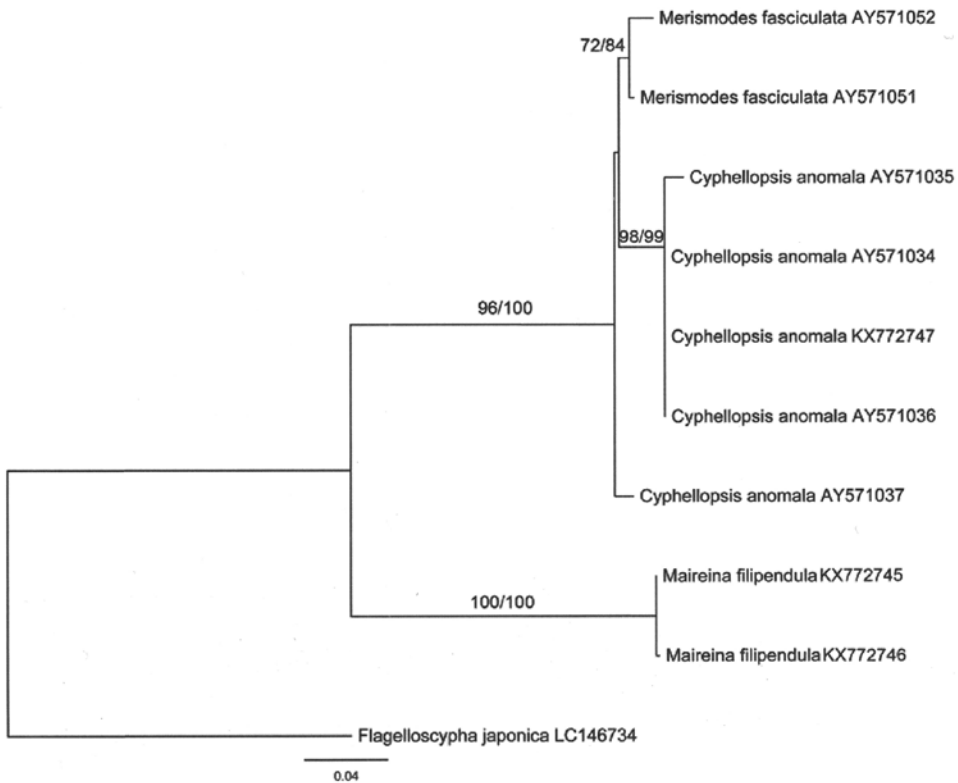 Merismodes fasciculata AY571052
72/84
Merismodes fasciculata AY571051
Cyphellopsis anomala AY571035
98/99
Cyphellopsis anomala AY571034
96/100
Cyphellopsis anomala KX772747
Cyphellopsis anomala AY571036
Cyphellopsis anomala AY571037
Maireina filipendula KX772745
100/100
Maireina filipendula KX772746
Flagelloscypha japonica LC146734
0.04